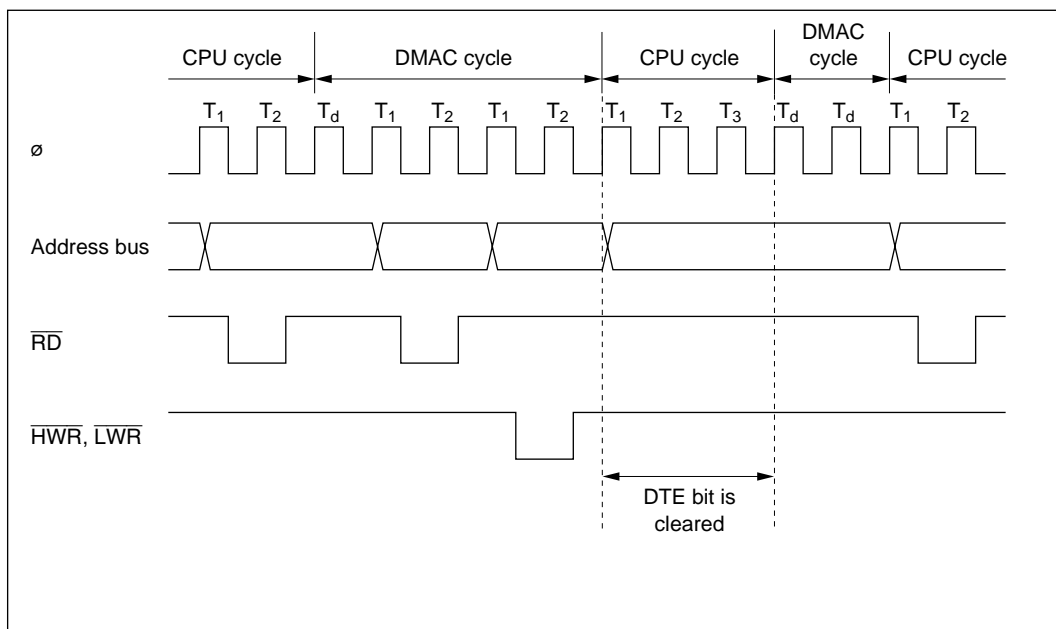 CPU cycle DMAC cycle CPU cycle DMAC cycle CPU cycle
T1 T2 Td T1 T2 T1 T2 T1 T2 T3 Td Td T1 T2
ø
Address bus
RD
HWR, LWR
DTE bit is
cleared